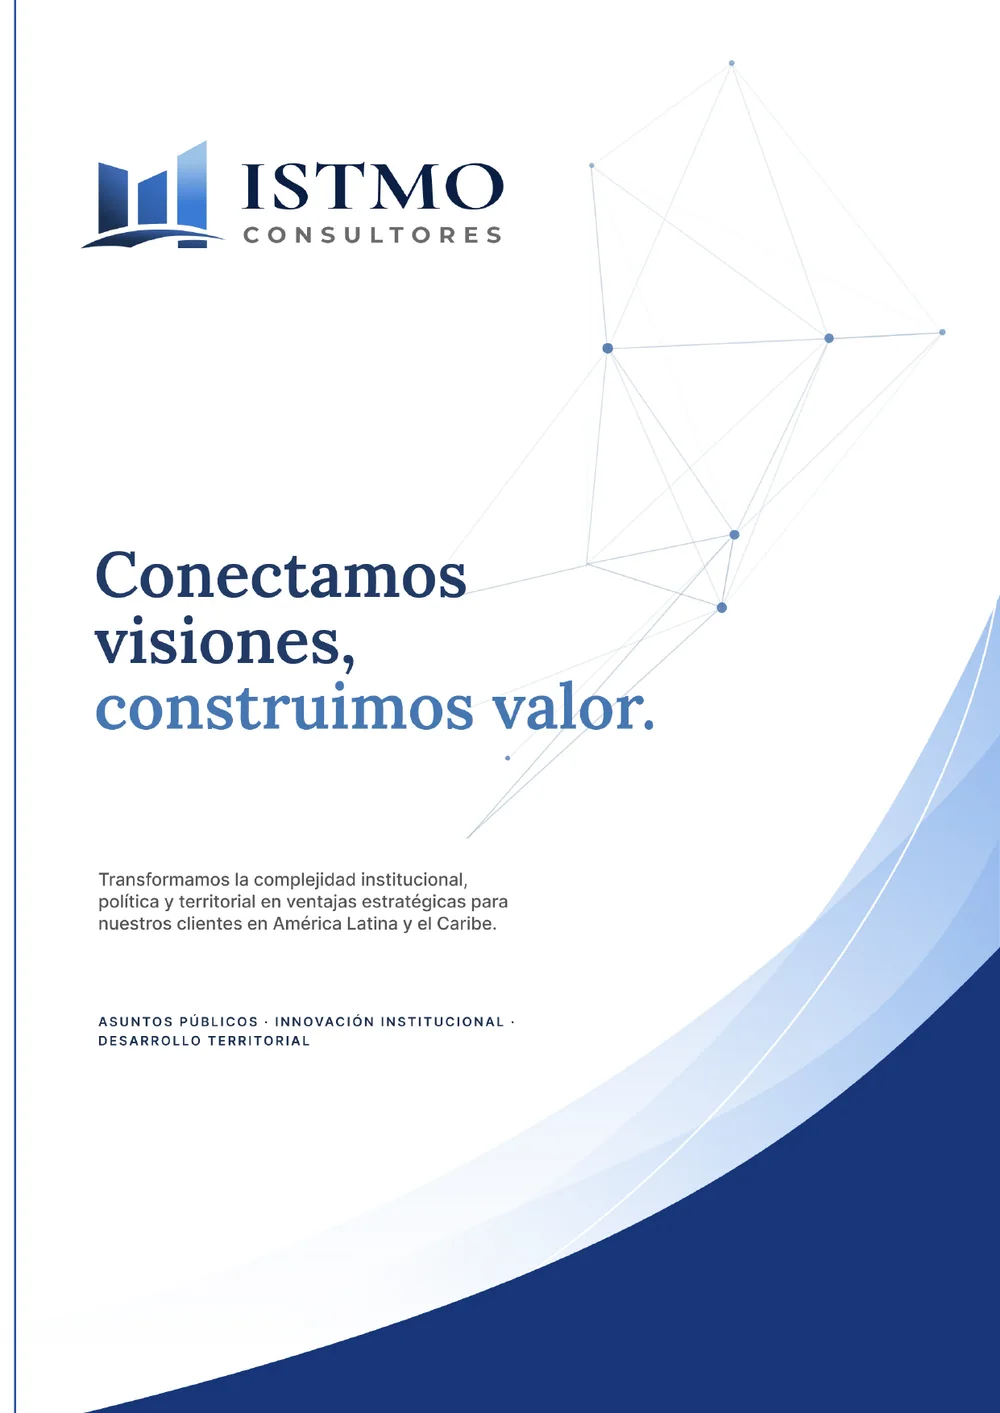 ISTMO
CONSULTORES
Conectamos
visiones,
construimos valor.
Transformamos la complejidad institucional,
política y territorial en ventajas estratégicas para
nuestros clientes en América Latina y el Caribe.
ASUNTOS PÚBLICOS · INNOVACIÓN INSTITUCIONAL ·
DESARROLLO TERRITORIAL